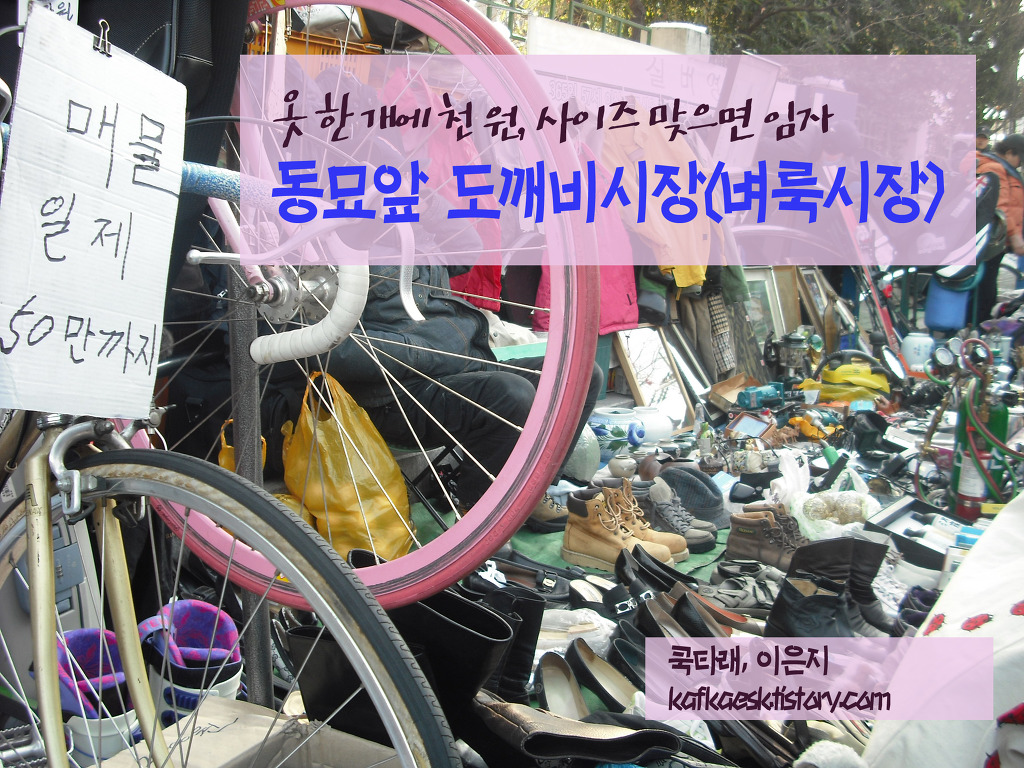 매물
일제
50만까지
옷 한 개에 천 원, 사이즈 맞으면 임자
동묘앞 도깨비시장(벼룩시장)
쿡타래, 이은지
kafkaesk.tistory.com